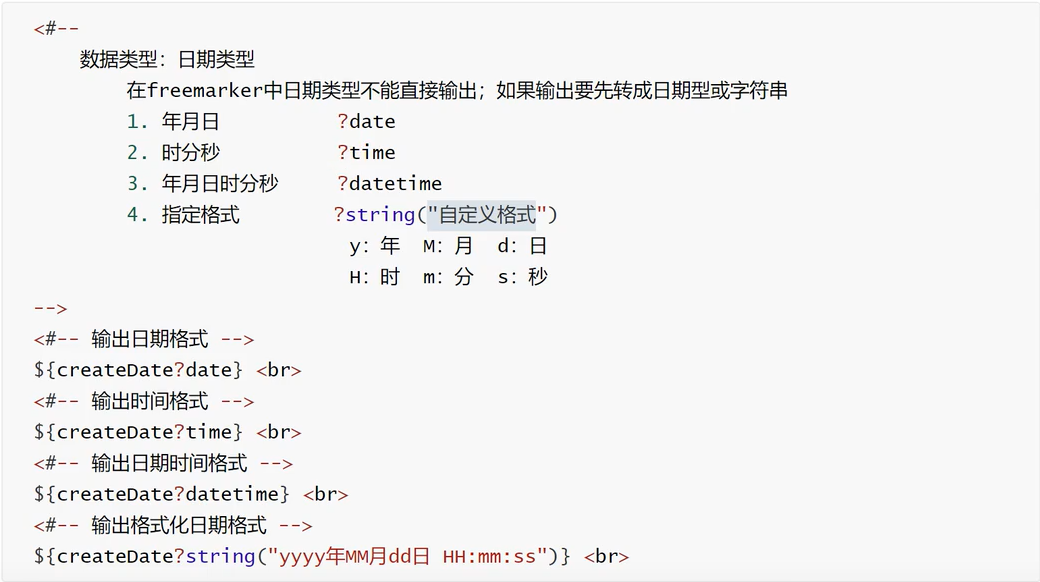 <#--
数据类型：日期类型
在freemarker中日期类型不能直接输出；如果输出要先转成日期型或字符串
1. 年月日 ?date
2. 时分秒 ?time
3. 年月日时分秒 ?datetime
4. 指定格式 ?string("自定义格式")
y：年 M：月 d：日
H：时 m：分 s：秒
-->
<#-- 输出日期格式 -->
${createDate?date} <br>
<#-- 输出时间格式 -->
${createDate?time} <br>
<#-- 输出日期时间格式 -->
${createDate?datetime} <br>
<#-- 输出格式化日期格式 -->
${createDate?string("yyyy年MM月dd日 HH:mm:ss")} <br>